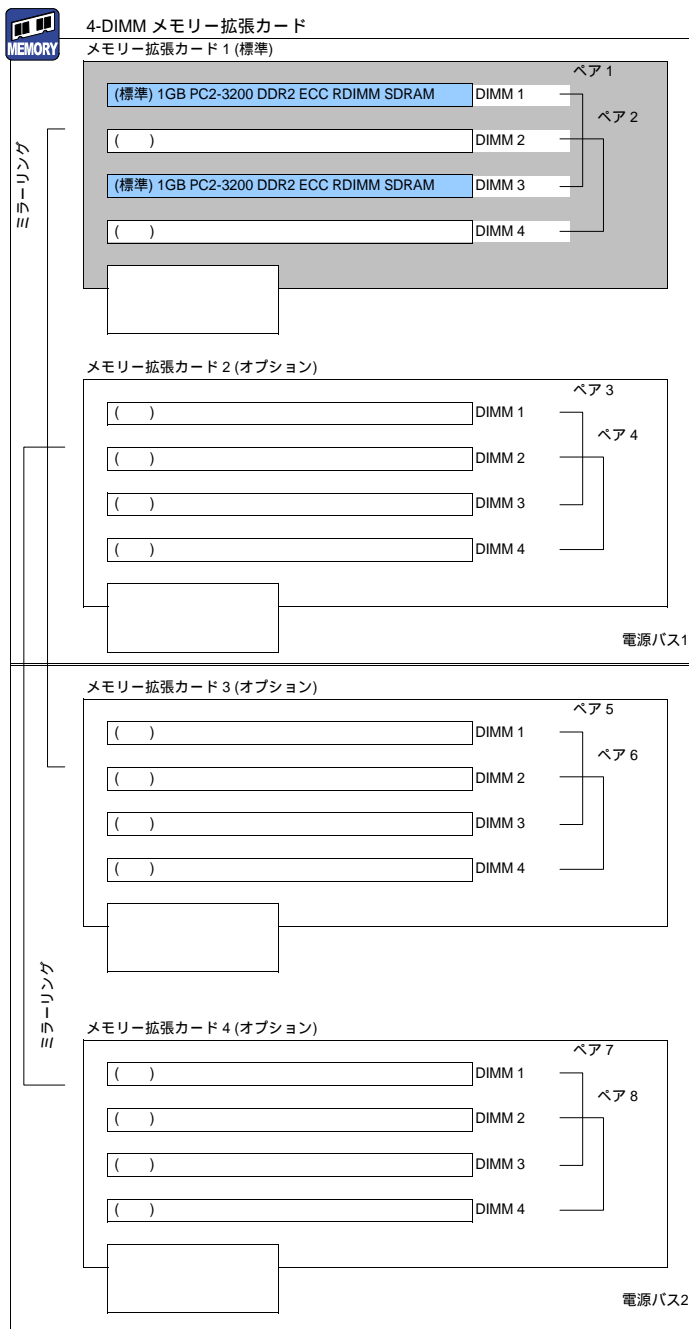 MEMORY
4-DIMM メモリー拡張カード
メモリー拡張カード 1 (標準)
ペア 1
(標準) 1GB PC2-3200 DDR2 ECC RDIMM SDRAM DIMM 1
ペア 2
( ) DIMM 2
ミラーリング
(標準) 1GB PC2-3200 DDR2 ECC RDIMM SDRAM DIMM 3
( ) DIMM 4
メモリー拡張カード 2 (オプション)
ペア 3
( ) DIMM 1
ペア 4
( ) DIMM 2
( ) DIMM 3
( ) DIMM 4
電源バス1
メモリー拡張カード 3 (オプション)
ペア 5
( ) DIMM 1
ペア 6
( ) DIMM 2
( ) DIMM 3
( ) DIMM 4
ミラーリング
メモリー拡張カード 4 (オプション)
ペア 7
( ) DIMM 1
ペア 8
( ) DIMM 2
( ) DIMM 3
( ) DIMM 4
電源バス2